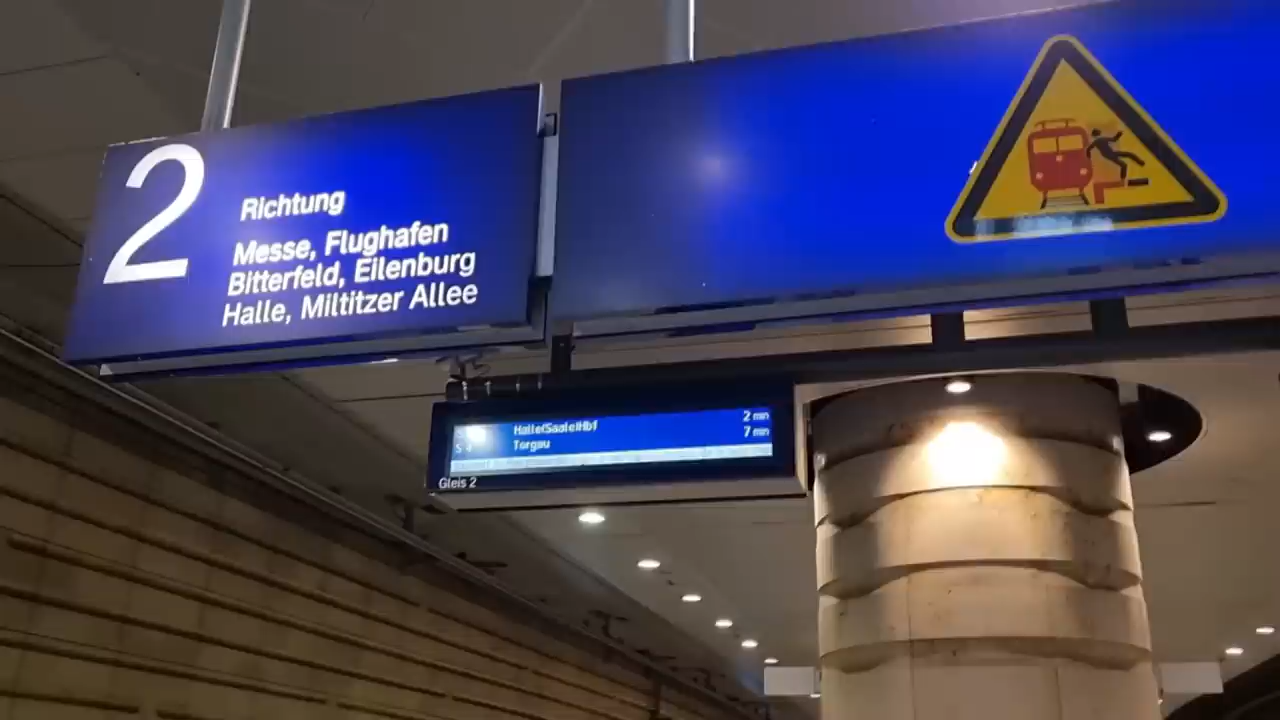 2
Richtung
Messe, Flughafen
Bitterfeld, Eilenburg
Halle, Miltitzer Allee
Halle(Saale)Hbf 2 min
S 4 Torgau 7 min
Gleis 2